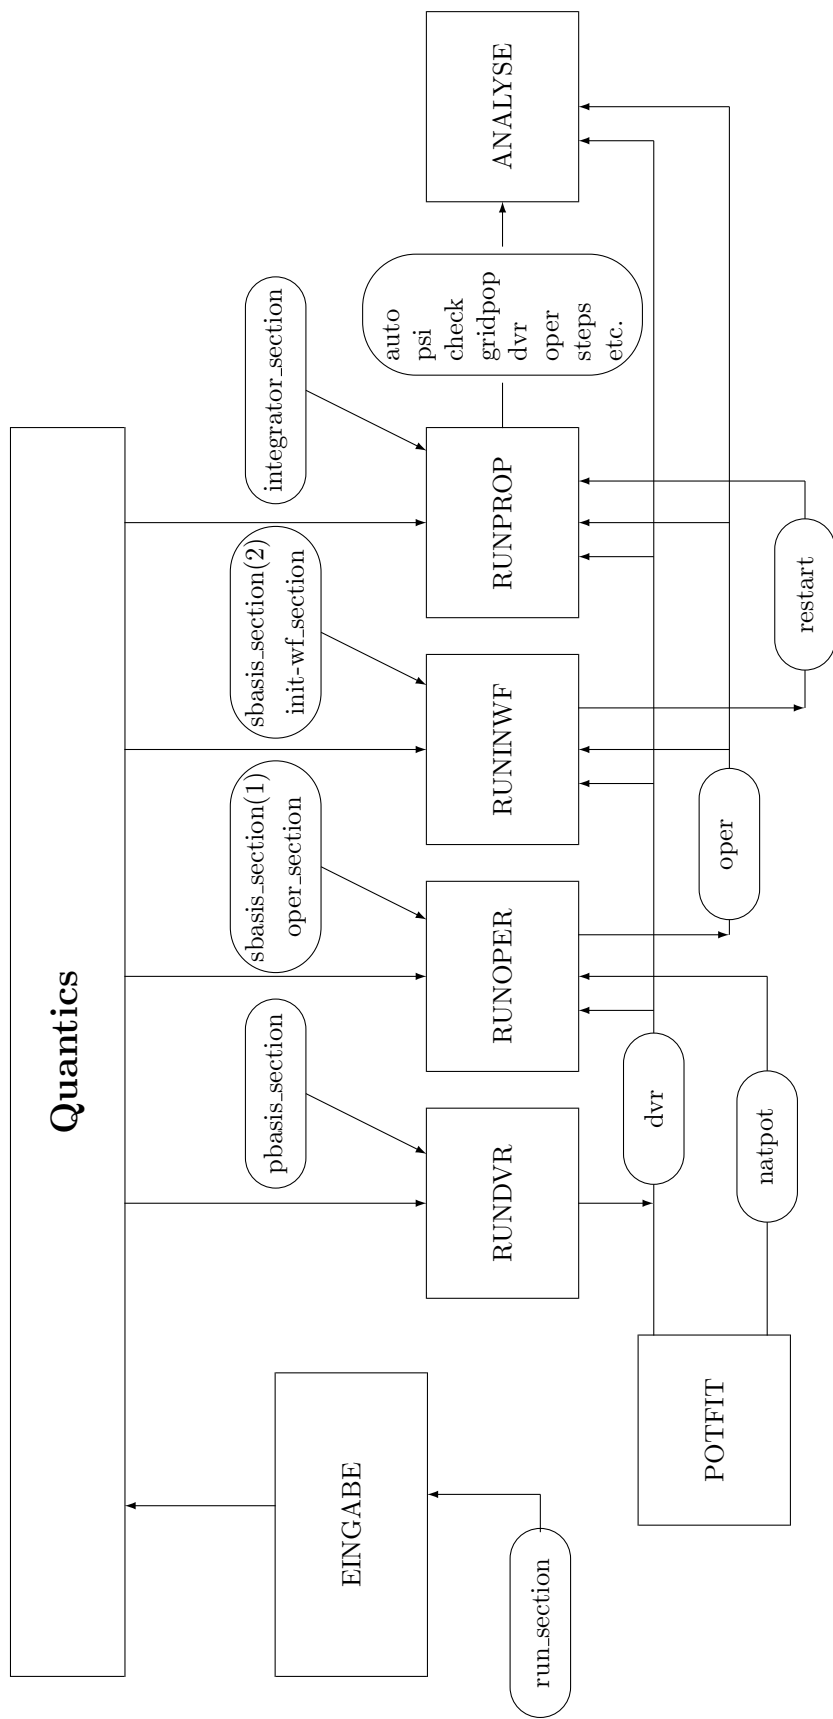 Quantics
run_section
EINGABE
pbasis_section
sbasis_section(1)
oper_section
sbasis_section(2)
init-wf_section
integrator_section
RUNDVR
RUNOPER
RUNINWF
RUNPROP
auto
psi
check
gridpop
dvr
oper
steps
etc.
ANALYSE
POTFIT
dvr
natpot
oper
restart